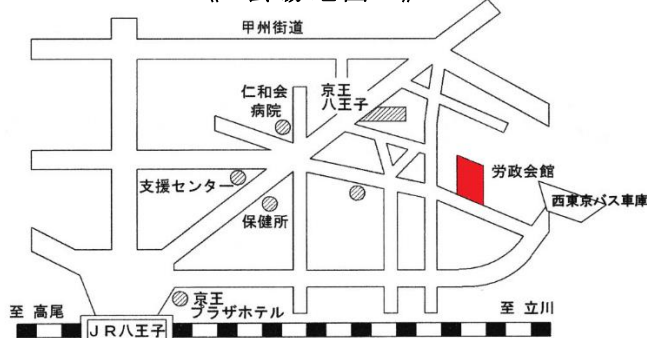 甲州街道
仁和会
病院
京王
八王子
労政会館
支援センター
西東京バス車庫
保健所
京王
プラザホテル
至 高尾
至 立川
JR八王子